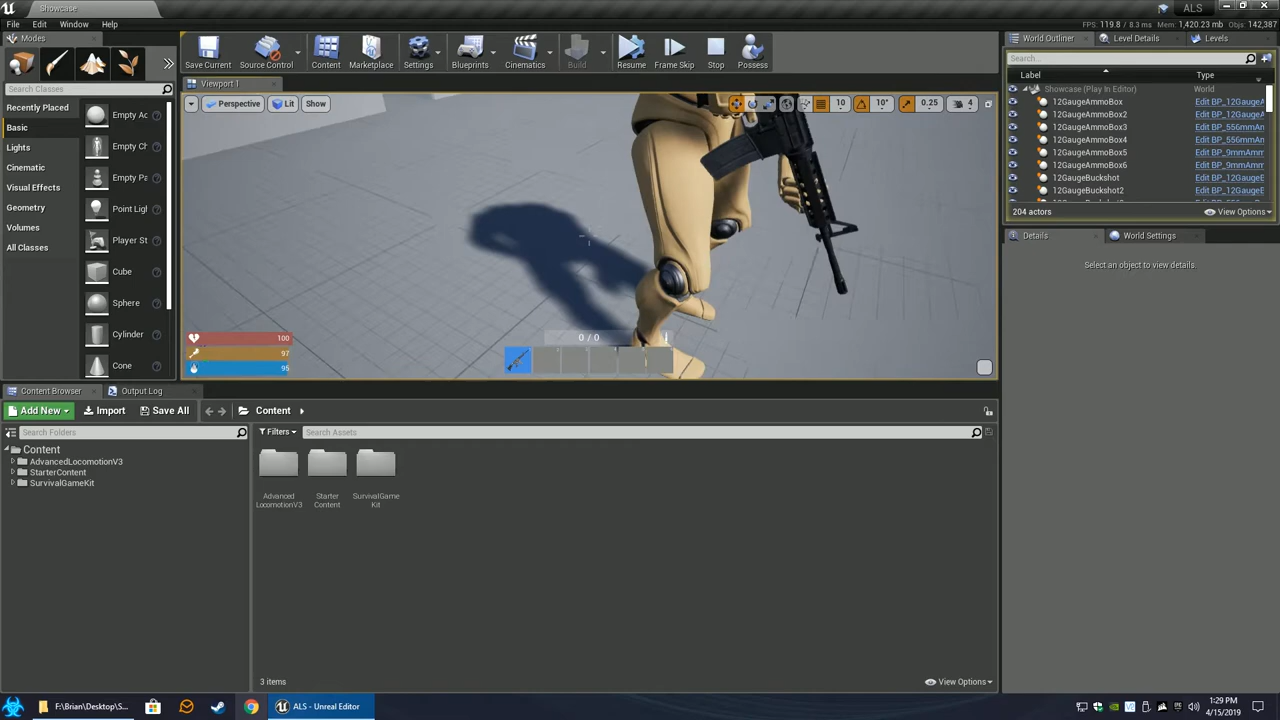 Showcase
ALS
File Edit Window Help
FPS: 119.8 / 8.3 ms Mem: 1,420.23 mb Objs: 142,387
Modes
Search Classes
Recently Placed
Basic
Lights
Cinematic
Visual Effects
Geometry
Volumes
All Classes
Empty Ac
Empty Ch
Empty Pa
Point Ligh
Player St
Cube
Sphere
Cylinder
Cone
Save Current
Source Control
Content
Marketplace
Settings
Blueprints
Cinematics
Build
Resume
Frame Skip
Stop
Possess
Viewport 1
Perspective
Lit
Show
10
10°
0.25
4
0 / 0
100
97
95
World Outliner
Level Details
Levels
Search...
Label
Type
Showcase (Play In Editor) World
12GaugeAmmoBox Edit BP_12GaugeA
12GaugeAmmoBox2 Edit BP_12GaugeA
12GaugeAmmoBox3 Edit BP_556mmAm
12GaugeAmmoBox4 Edit BP_556mmAm
12GaugeAmmoBox5 Edit BP_9mmAmm
12GaugeAmmoBox6 Edit BP_9mmAmm
12GaugeBuckshot Edit BP_12GaugeE
12GaugeBuckshot2 Edit BP_12GaugeE
204 actors
View Options
Details
World Settings
Select an object to view details.
Content Browser
Output Log
Add New
Import
Save All
Content
Search Folders
Filters
Search Assets
Content
AdvancedLocomotionV3
StarterContent
SurvivalGameKit
Advanced
LocomotionV3
Starter
Content
SurvivalGame
Kit
3 items
View Options
F:\Brian\Desktop\S...
ALS - Unreal Editor
1:29 PM
4/15/2019